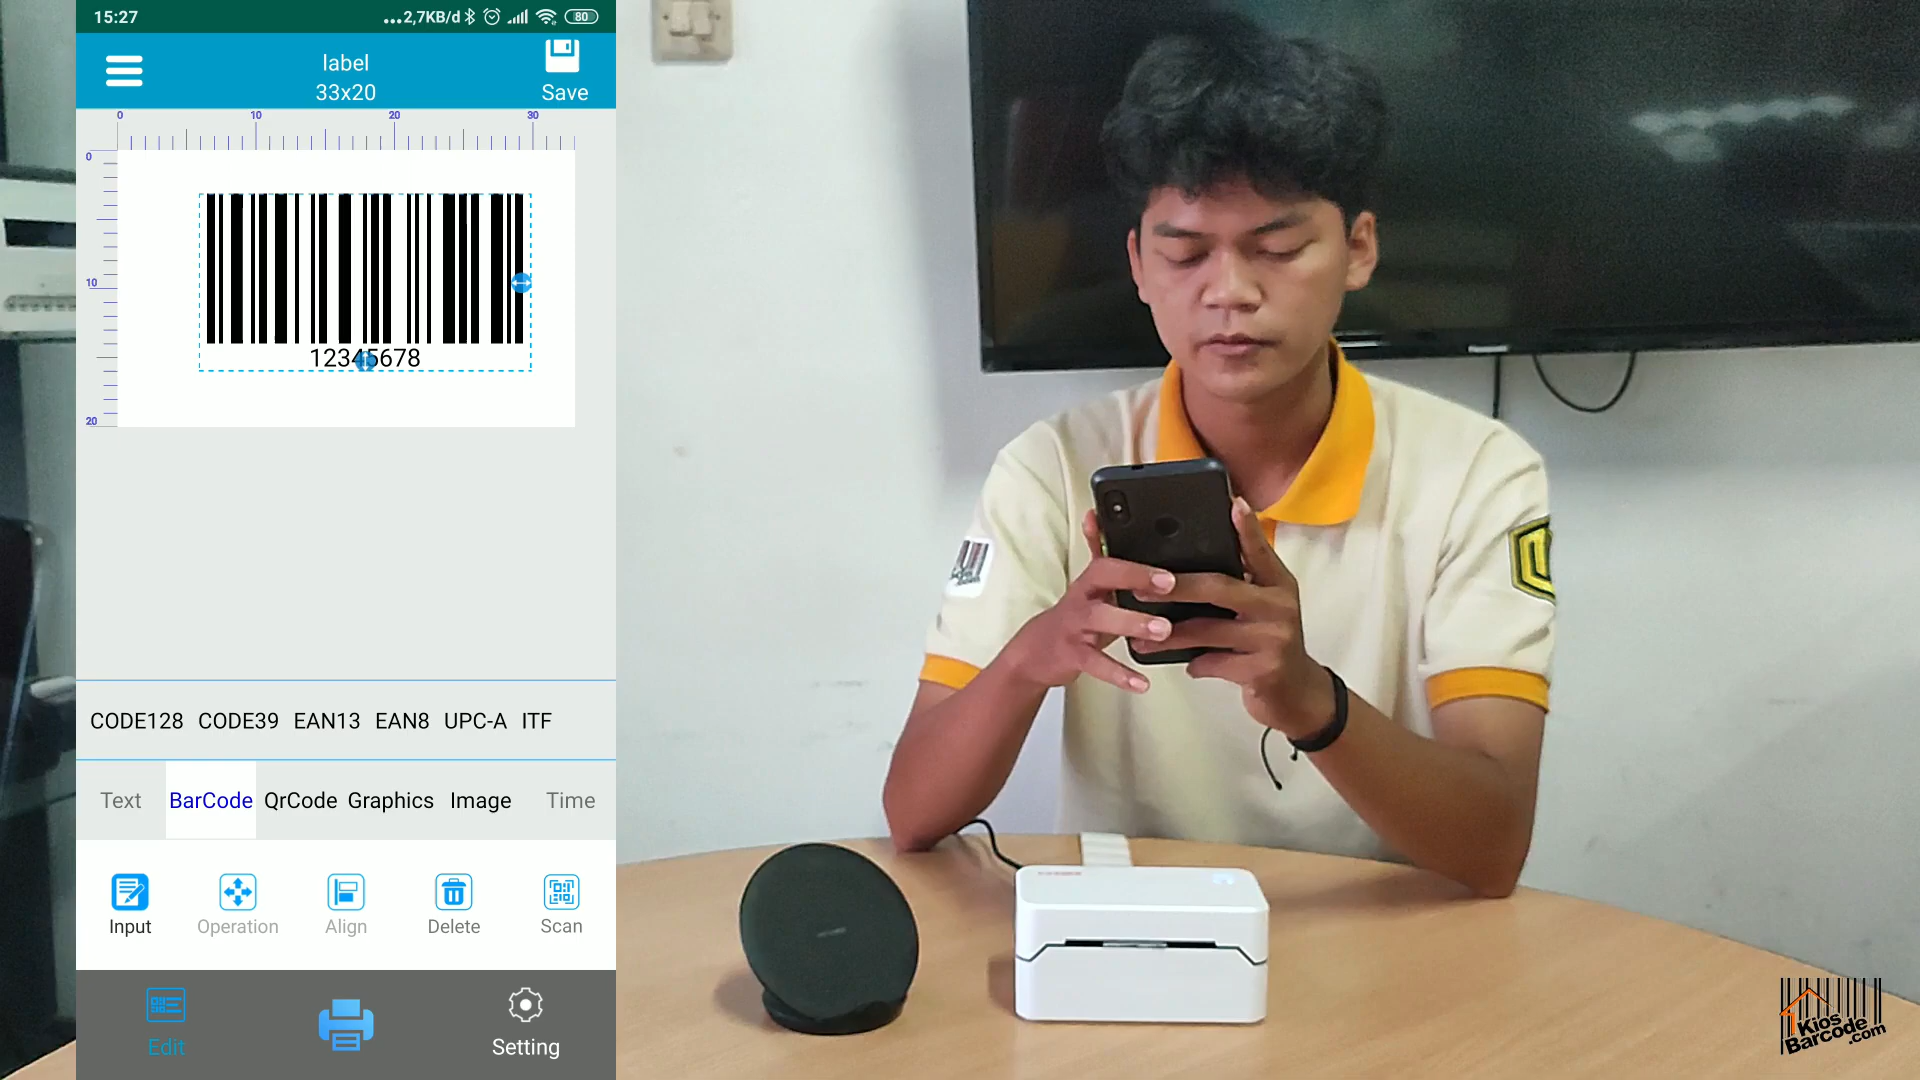 15:27
...2,7KB/d
80
label
33x20
Save
0
10
20
30
0
10
20
12345678
CODE128 CODE39 EAN13 EAN8 UPC-A ITF
Text BarCode QrCode Graphics Image Time
Input Operation Align Delete Scan
Edit
Setting
Kios
Barcode.com